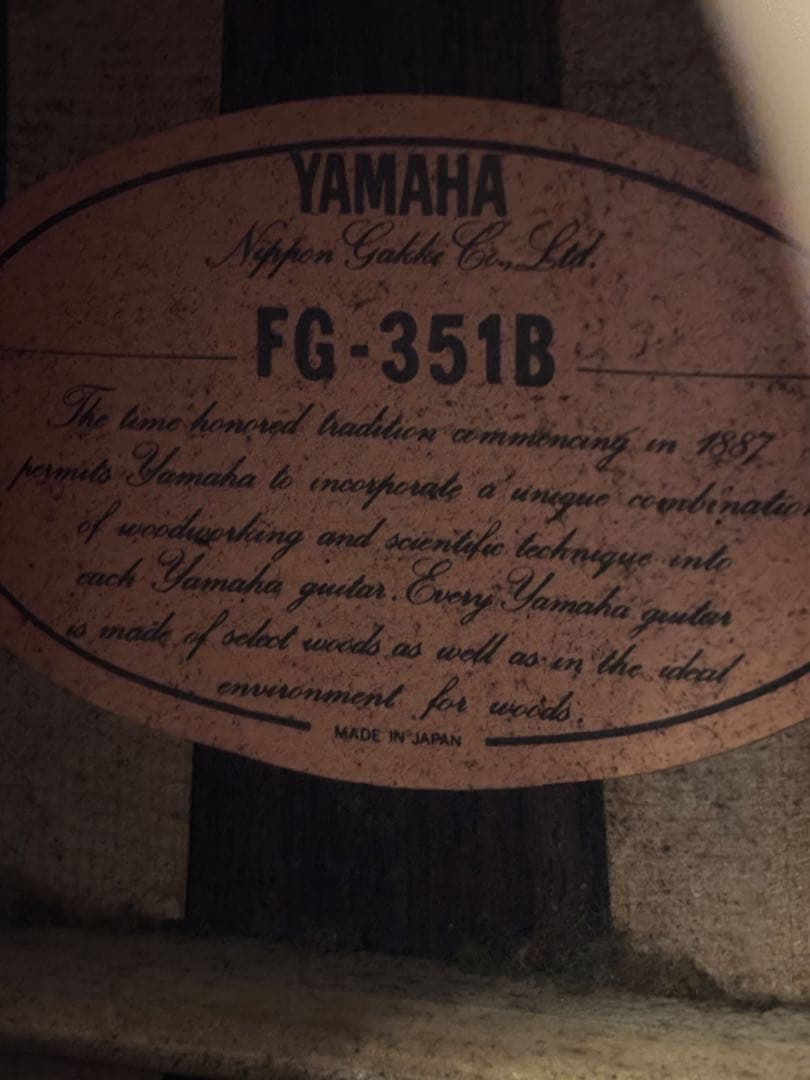 YAMAHA
Nippon Gakki Co., Ltd.
FG-351B
The time honored tradition commencing in 1887
permits Yamaha to incorporate a unique combination
of woodworking and scientific technique into
each Yamaha guitar. Every Yamaha guitar
is made of select woods as well as in the ideal
environment for woods.
MADE IN JAPAN